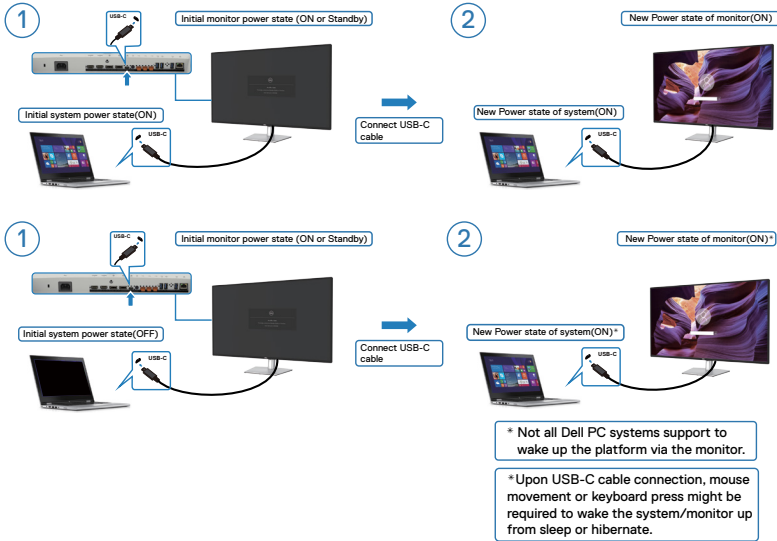 1
USB-C
Initial monitor power state (ON or Standby)
2
New Power state of monitor(ON)
Initial system power state(ON)
USB-C
Connect USB-C
cable
New Power state of system(ON)
USB-C
1
USB-C
Initial monitor power state (ON or Standby)
2
New Power state of monitor(ON)*
Initial system power state(OFF)
USB-C
Connect USB-C
cable
New Power state of system(ON)*
USB-C
* Not all Dell PC systems support to
wake up the platform via the monitor.
*Upon USB-C cable connection, mouse
movement or keyboard press might be
required to wake the system/monitor up
from sleep or hibernate.